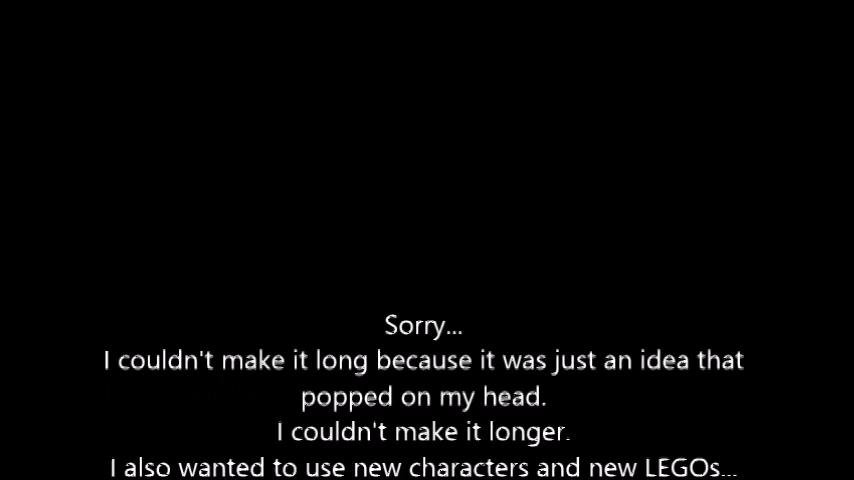 Sorry...
I couldn't make it long because it was just an idea that
popped on my head.
I couldn't make it longer.
I also wanted to use new characters and new LEGOs...